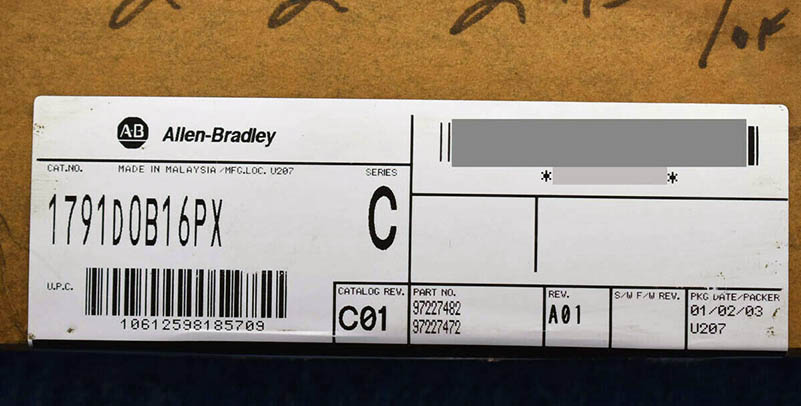 AB Allen-Bradley
CAT.NO. MADE IN MALAYSIA /MFG.LOC. U207 SERIES
1791DOB16PX C
U.P.C.
10612598185709
CATALOG REV.
C01
PART NO.
97227482
97227472
REV.
A01
S/W F/W REV.
PKG DATE/PACKER
01/02/03
U207
* *